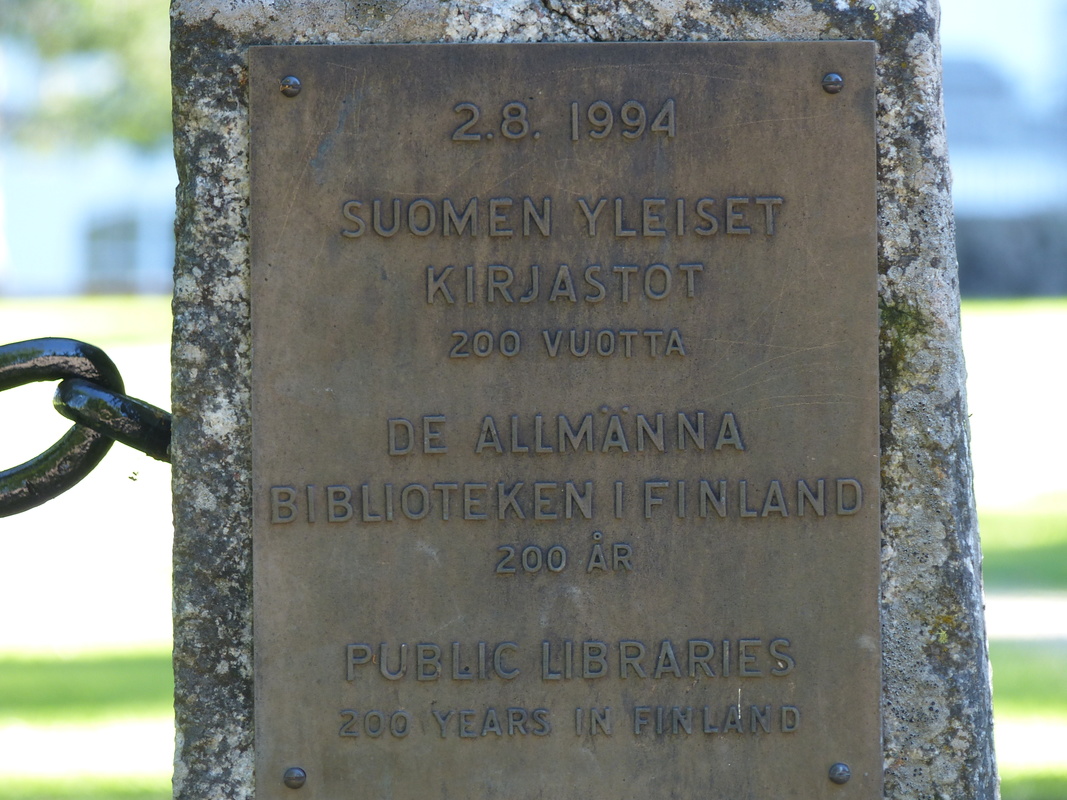 2.8. 1994
SUOMEN YLEISET
KIRJASTOT
200 VUOTTA
DE ALLMÄNNA
BIBLIOTEKEN I FINLAND
200 ÅR
PUBLIC LIBRARIES
200 YEARS IN FINLAND